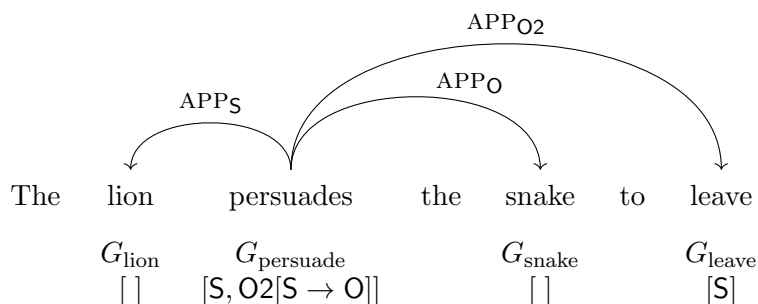 APP_O2
APP_S APP_O
The lion persuades the snake to leave
G_lion G_persuade G_snake G_leave
[ ] [S, O2[S → O]] [ ] [S]